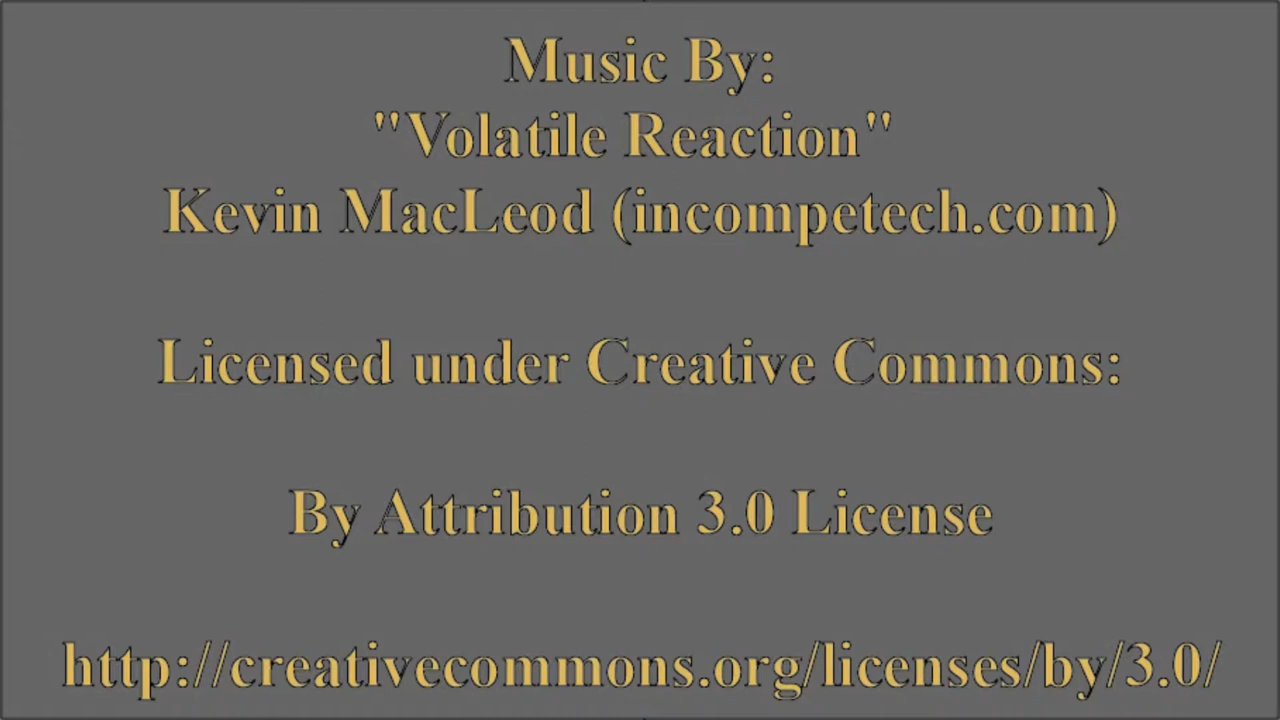 Music By:
"Volatile Reaction"
Kevin MacLeod (incompetech.com)
Licensed under Creative Commons:
By Attribution 3.0 License
http://creativecommons.org/licenses/by/3.0/